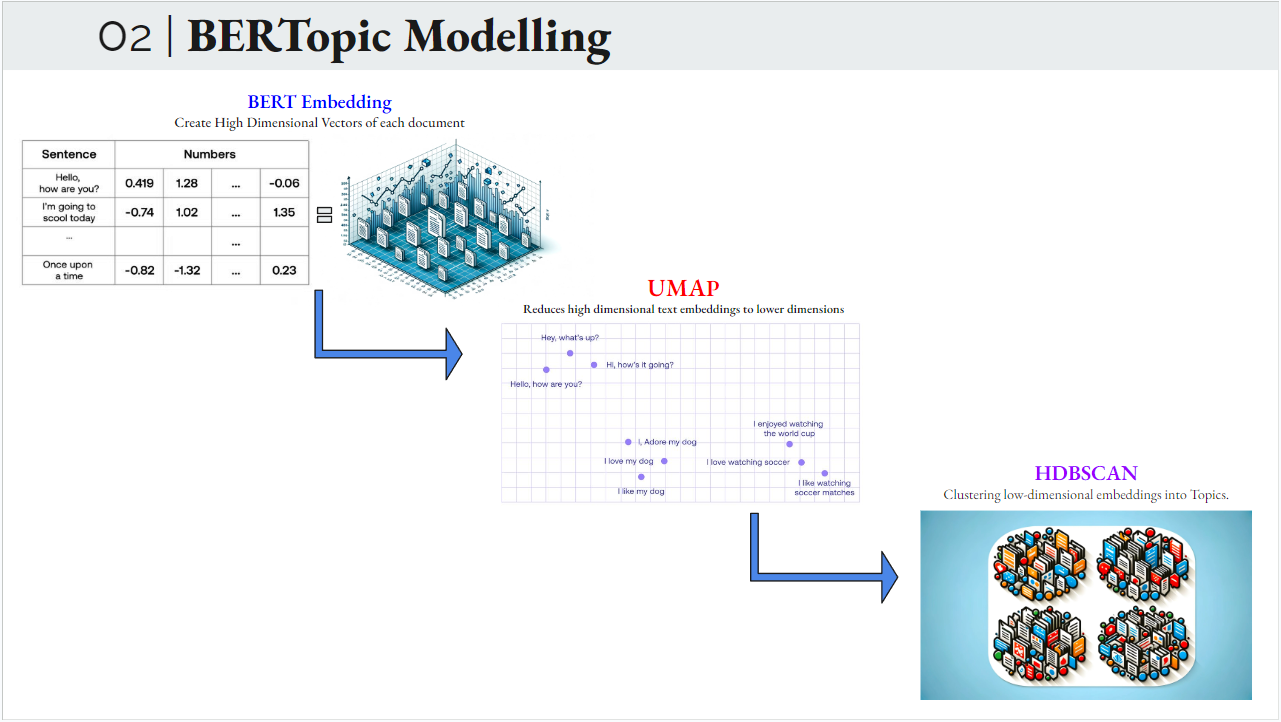 02 | BERTopic Modelling
BERT Embedding
Create High Dimensional Vectors of each document
Sentence Numbers
Hello,
how are you? 0.419 1.28 ... -0.06
I'm going to
scool today -0.74 1.02 ... 1.35
... ...
Once upon
a time -0.82 -1.32 ... 0.23
UMAP
Reduces high dimensional text embeddings to lower dimensions
Hey, what's up?
Hi, how's it going?
Hello, how are you?
I, Adore my dog
I love my dog
I like my dog
I enjoyed watching
the world cup
I love watching soccer
I like watching
soccer matches
HDBSCAN
Clustering low-dimensional embeddings into Topics.